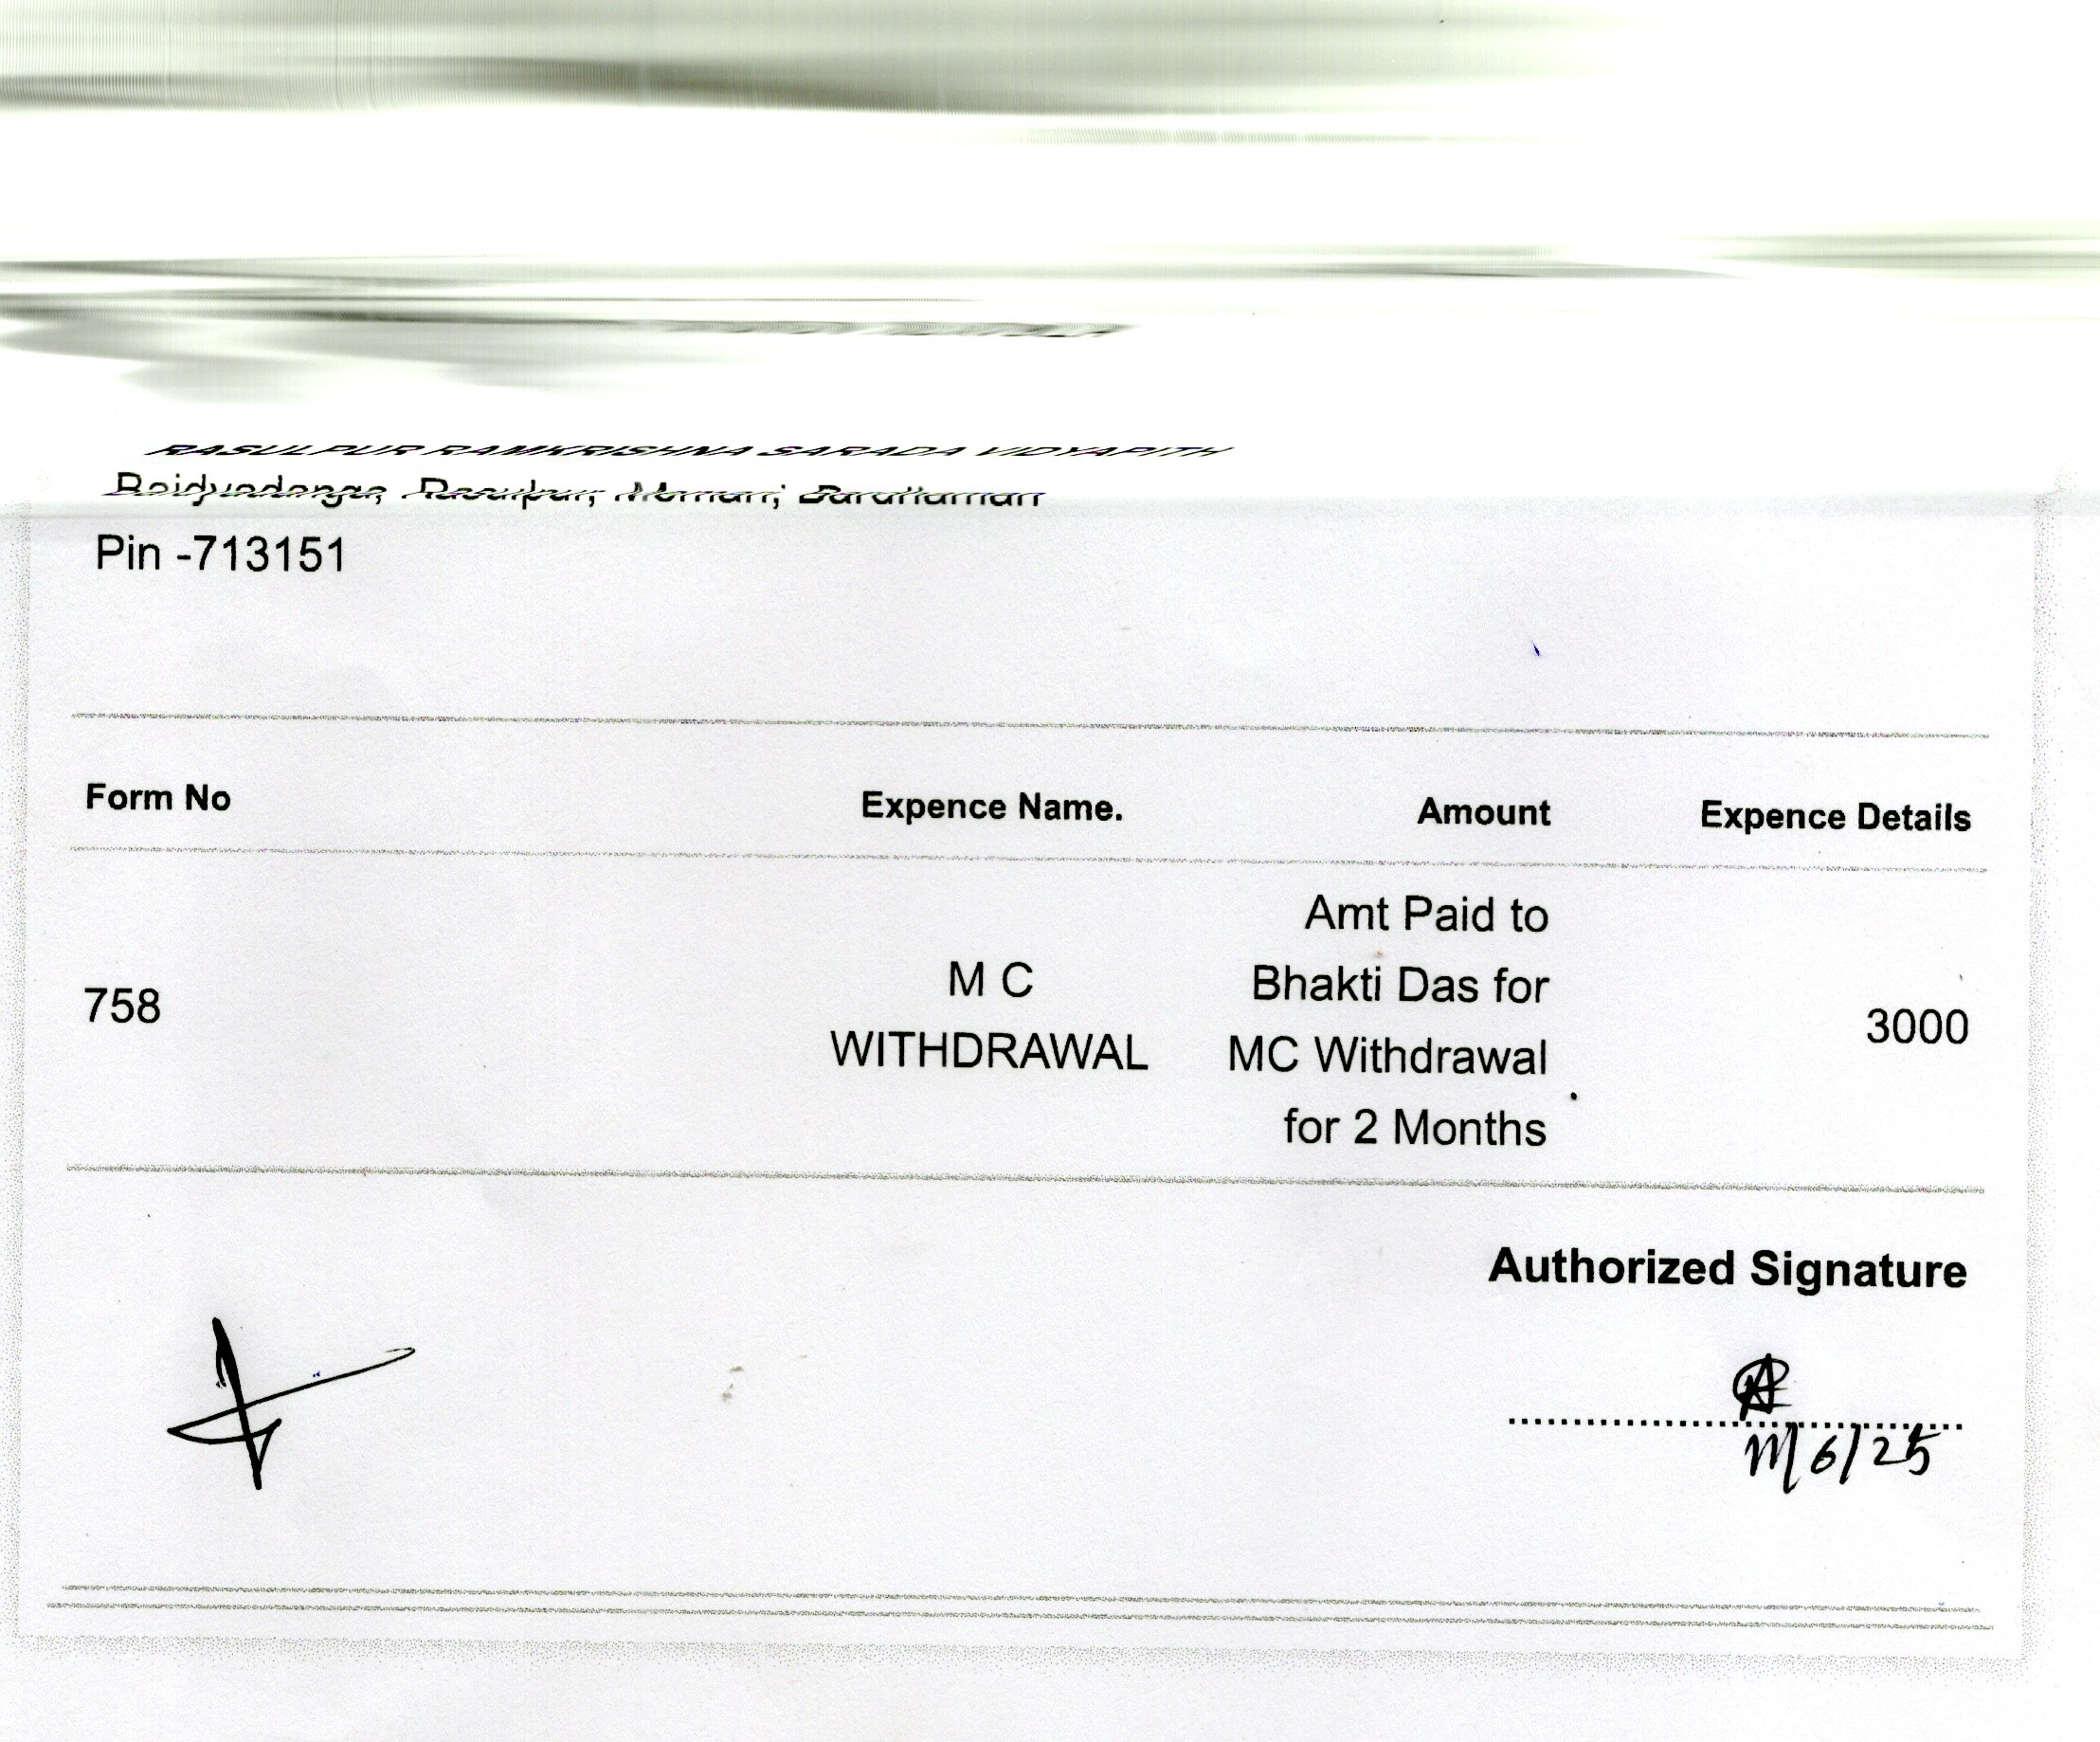 RASULPUR RAMKRISHNA SARADA VIDYAPITH
Baidyadanga, Rasulpur, Memari, Bardhaman
Pin -713151
Form No Expence Name. Amount Expence Details
758 M C WITHDRAWAL Amt Paid to Bhakti Das for MC Withdrawal for 2 Months 3000
Authorized Signature
11/6/25